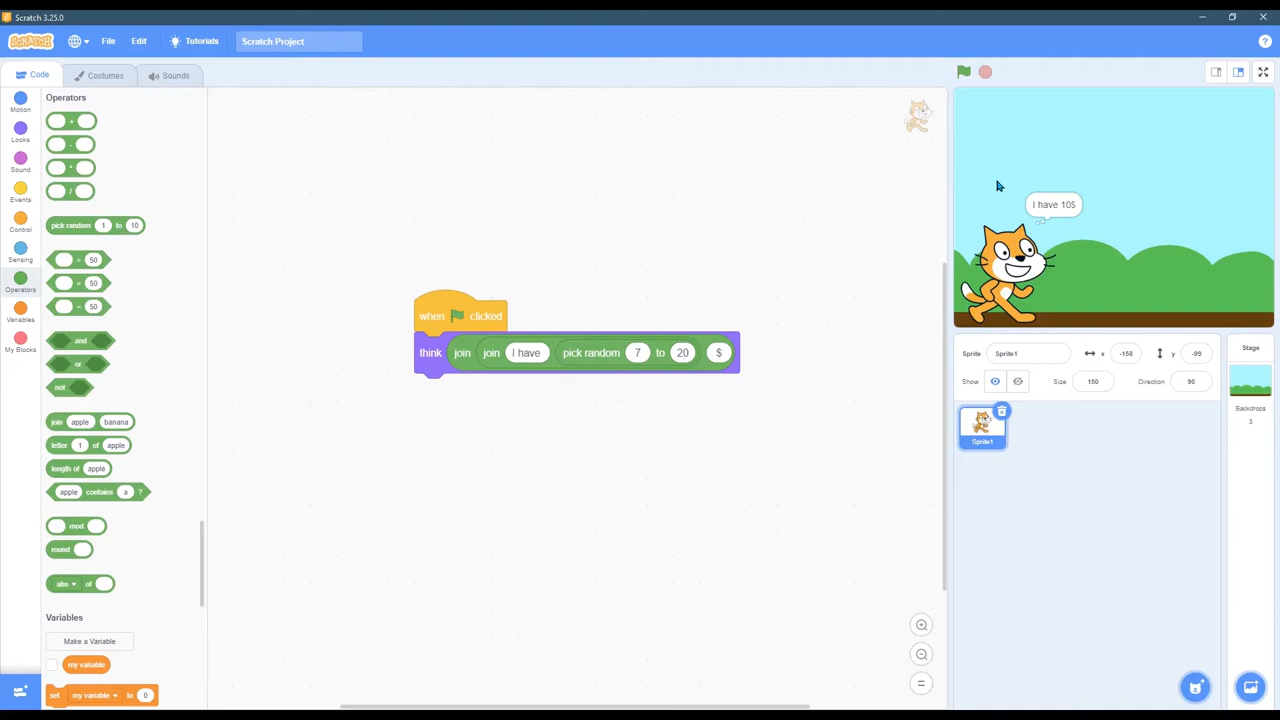 Scratch 3.25.0
SCRATCH File Edit Tutorials Scratch Project ?
Code Costumes Sounds
Motion
Looks
Sound
Events
Control
Sensing
Operators
Variables
My Blocks
Operators
+
-
*
/
pick random 1 to 10
> 50
< 50
= 50
and
or
not
join apple banana
letter 1 of apple
length of apple
apple contains a ?
mod
round
abs of
Variables
Make a Variable
my variable
set my variable to 0
when clicked
think join join I have pick random 7 to 20 $
I have 10$
Sprite Sprite1 x -158 y -99
Show Size 150 Direction 90
Sprite1
Stage
Backdrops
3